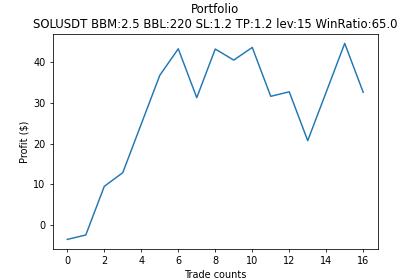 Portfolio
SOLUSDT BBM:2.5 BBL:220 SL:1.2 TP:1.2 lev:15 WinRatio:65.0
Profit ($)
40
30
20
10
0
0 2 4 6 8 10 12 14 16
Trade counts